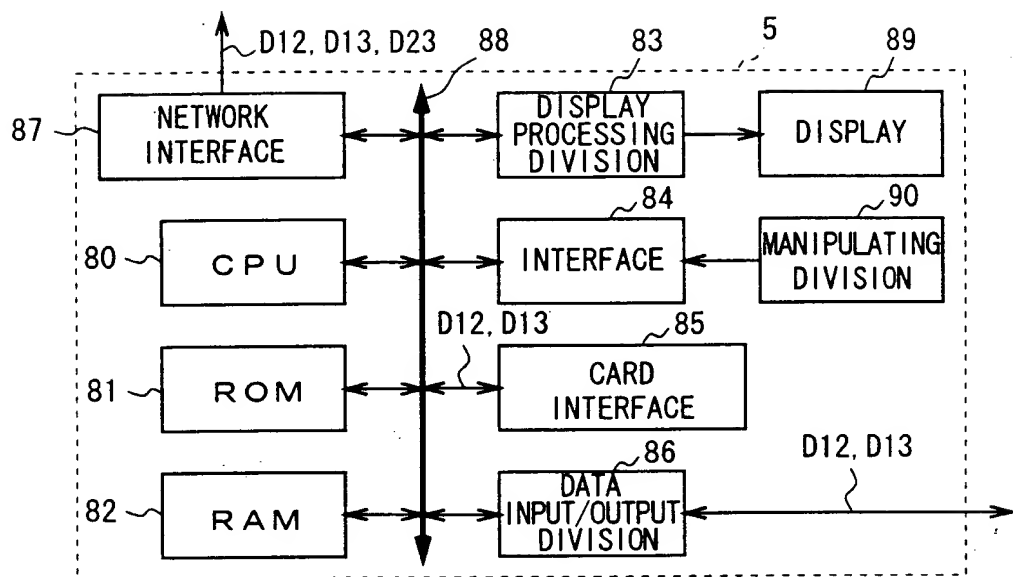 D12, D13, D23
88
83
5
89
87
NETWORK
INTERFACE
DISPLAY
PROCESSING
DIVISION
DISPLAY
84
90
80
CPU
INTERFACE
MANIPULATING
DIVISION
D12, D13
85
81
ROM
CARD
INTERFACE
86
D12, D13
82
RAM
DATA
INPUT/OUTPUT
DIVISION